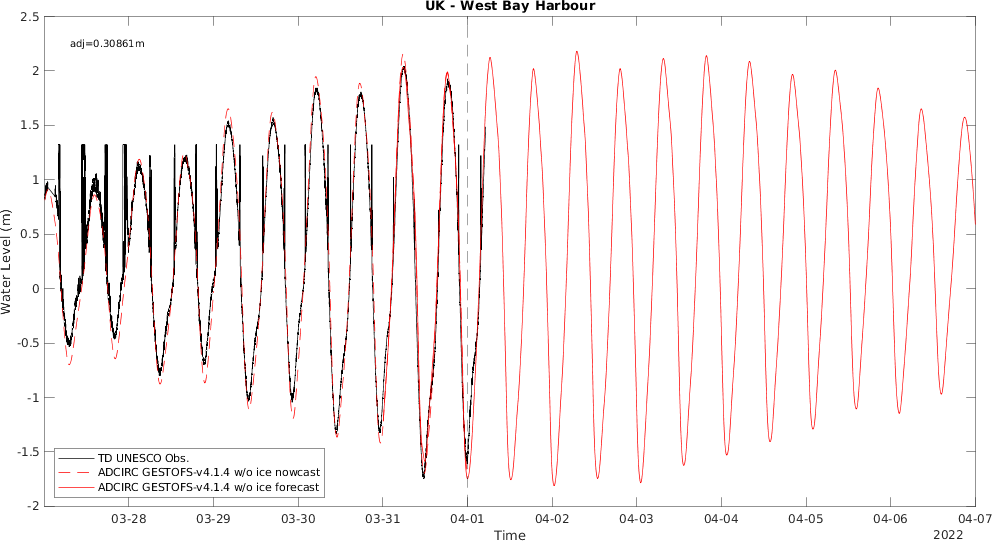 UK - West Bay Harbour
adj=0.30861m
2.5
2
1.5
1
0.5
0
-0.5
-1
-1.5
-2
Water Level (m)
TD UNESCO Obs.
ADCIRC GESTOFS-v4.1.4 w/o ice nowcast
ADCIRC GESTOFS-v4.1.4 w/o ice forecast
03-28 03-29 03-30 03-31 04-01 04-02 04-03 04-04 04-05 04-06 04-07
Time
2022